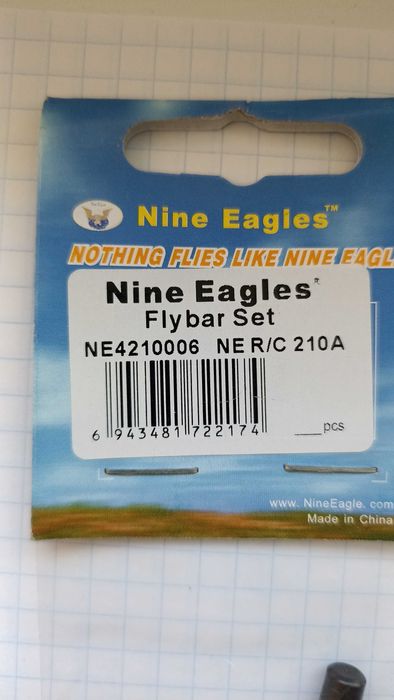 Nine Eagles™
NOTHING FLIES LIKE NINE EAGL
Nine Eagles
Flybar Set
NE4210006 NE R/C 210A
6 943481 722174
___pcs
www. NineEagle. com
Made in China